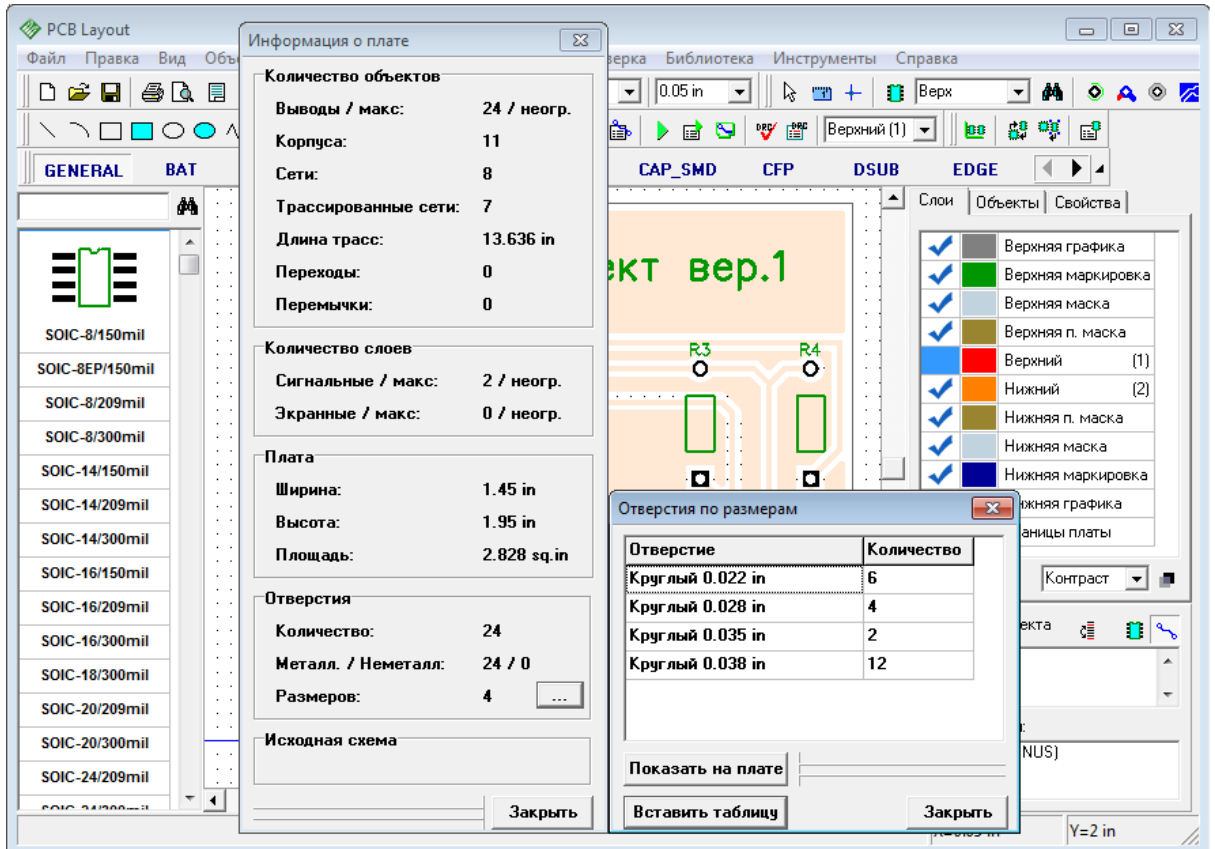 PCB Layout
Файл Правка Вид Библиотека Инструменты Справка
0.05 in Верх
Верхний (1)
GENERAL BAT CAP_SMD CFP DSUB EDGE
SOIC-8/150mil
SOIC-8EP/150mil
SOIC-8/209mil
SOIC-8/300mil
SOIC-14/150mil
SOIC-14/209mil
SOIC-14/300mil
SOIC-16/150mil
SOIC-16/209mil
SOIC-16/300mil
SOIC-18/300mil
SOIC-20/209mil
SOIC-20/300mil
SOIC-24/209mil
Информация о плате
Количество объектов
Выводы / макс: 24 / неогр.
Корпуса: 11
Сети: 8
Трассированные сети: 7
Длина трасс: 13.636 in
Переходы: 0
Перемычки: 0
Количество слоев
Сигнальные / макс: 2 / неогр.
Экранные / макс: 0 / неогр.
Плата
Ширина: 1.45 in
Высота: 1.95 in
Площадь: 2.828 sq.in
Отверстия
Количество: 24
Металл. / Неметалл: 24 / 0
Размеров: 4 ...
Исходная схема
Закрыть
ект вер.1
R3 R4
Слои Объекты Свойства
Верхняя графика
Верхняя маркировка
Верхняя маска
Верхняя п. маска
Верхний (1)
Нижний (2)
Нижняя п. маска
Нижняя маска
Нижняя маркировка
ижняя графика
аницы платы
Контраст
екта
NUS)
Отверстия по размерам
Отверстие Количество
Круглый 0.022 in 6
Круглый 0.028 in 4
Круглый 0.035 in 2
Круглый 0.038 in 12
Показать на плате
Вставить таблицу Закрыть
Y=2 in